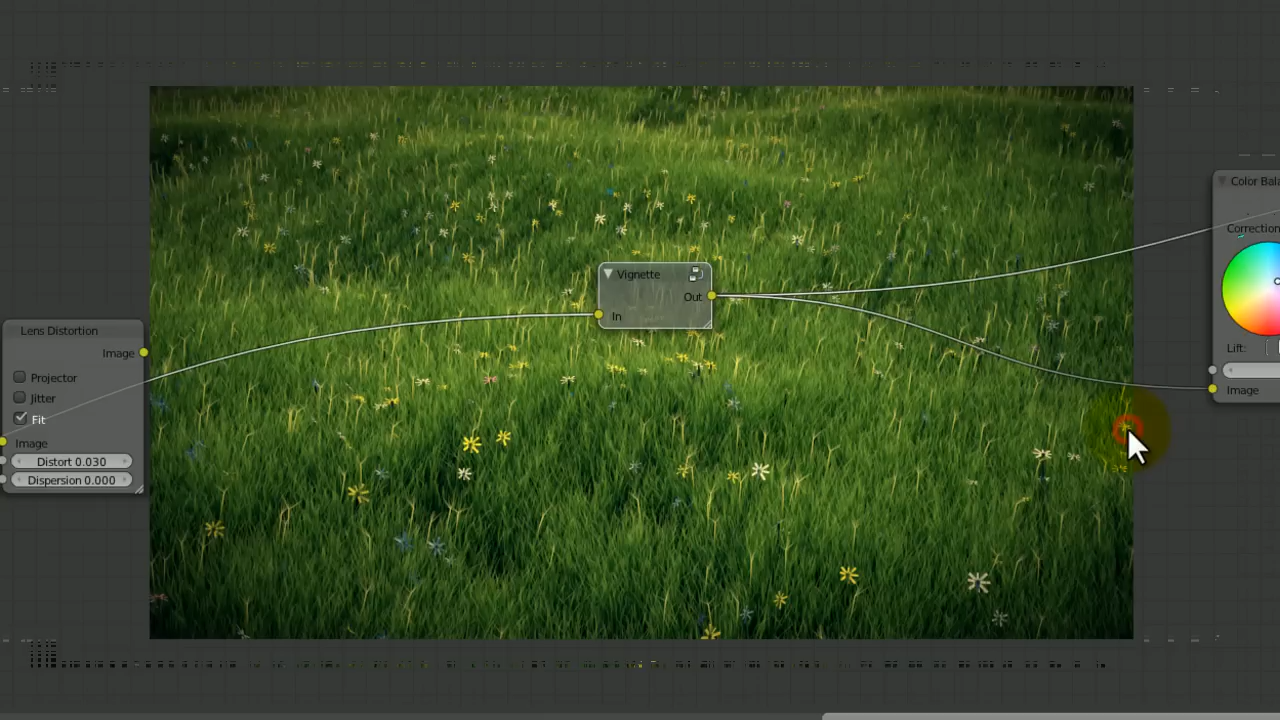 Lens Distortion
Image
Projector
Jitter
Fit
Image
Distort 0.030
Dispersion 0.000
Vignette
Out
In
Color Bala
Correction
Lift:
Image